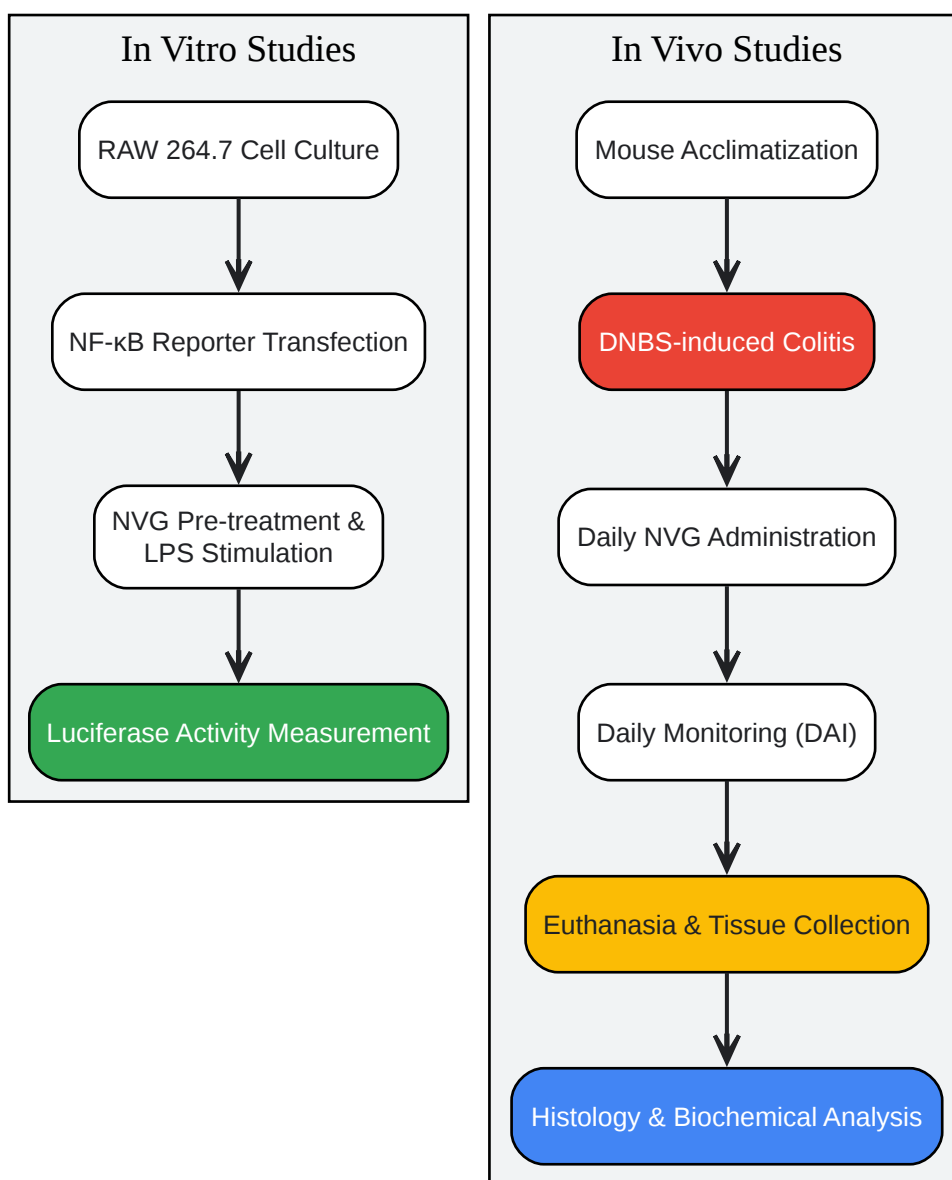 In Vitro Studies
RAW 264.7 Cell Culture
NF-κB Reporter Transfection
NVG Pre-treatment &
LPS Stimulation
Luciferase Activity Measurement
In Vivo Studies
Mouse Acclimatization
DNBS-induced Colitis
Daily NVG Administration
Daily Monitoring (DAI)
Euthanasia & Tissue Collection
Histology & Biochemical Analysis